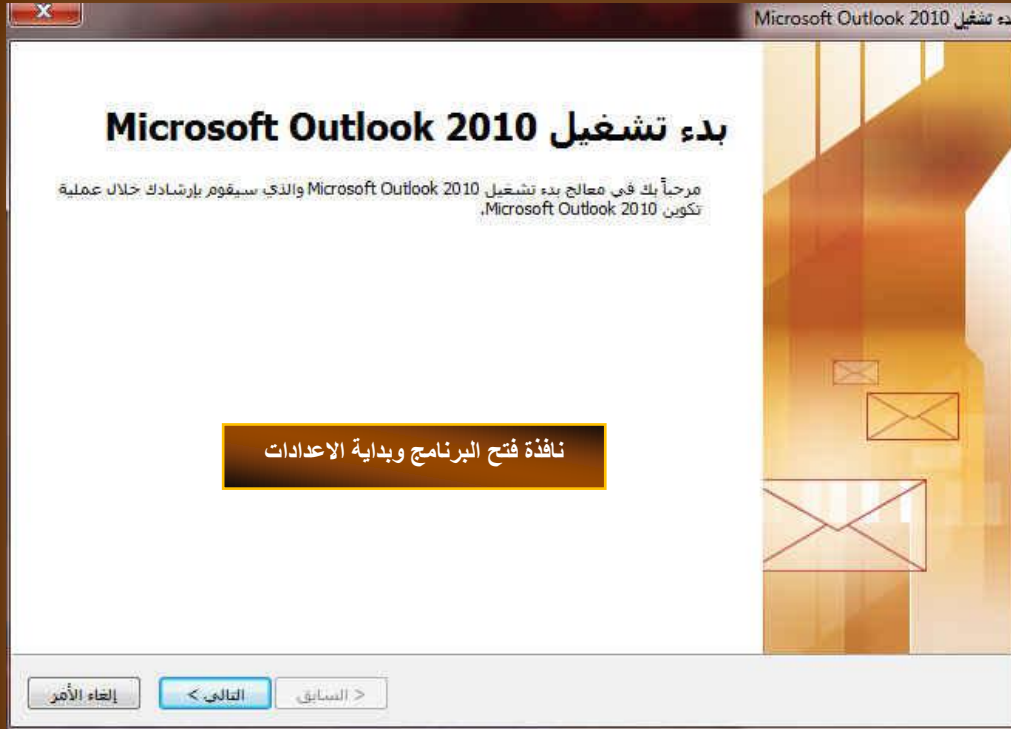 بدء تشغيل Microsoft Outlook 2010
بدء تشغيل Microsoft Outlook 2010
مرحباً بك في معالج بدء تشغيل Microsoft Outlook 2010 والذي سيقوم بإرشادك خلال عملية
تكوين Microsoft Outlook 2010.
نافذة فتح البرنامج وبداية الاعدادات
< السابق
التالي >
إلغاء الأمر